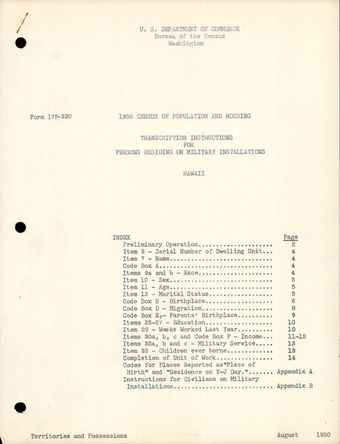 U. S. DEPARTMENT OF COMMERCE
Bureau of the Census
Washington
Form 17P-320
1950 CENSUS OF POPULATION AND HOUSING
TRANSCRIPTION INSTRUCTIONS
FOR
PERSONS RESIDING ON MILITARY INSTALLATIONS
HAWAII
INDEX Page
Preliminary Operation..................... 2
Item 3 - Serial Number of Dwelling Unit... 4
Item 7 - Name............................. 4
Code Box A................................ 4
Items 9a and b - Race..................... 4
Item 10 - Sex............................. 5
Item 11 - Age............................. 5
Item 12 - Marital Status.................. 5
Code Box B - Birthplace................... 6
Code Box D - Migration.................... 8
Code Box E,- Parents' Birthplace.......... 9
Items 25-27 - Education................... 10
Item 29 - Weeks Worked Last Year.......... 10
Items 30a, b, c and Code Box F - Income... 11-12
Items 32a, b and c - Military Service..... 13
Item 33 - Children ever borne............. 13
Completion of Unit of Work................ 14
Codes for Places Reported as"Place of
Birth" and "Residence on V-J Day."...... Appendix A
Instructions for Civilians on Military
Installations........................... Appendix B
Territories and Possessions
August 1950